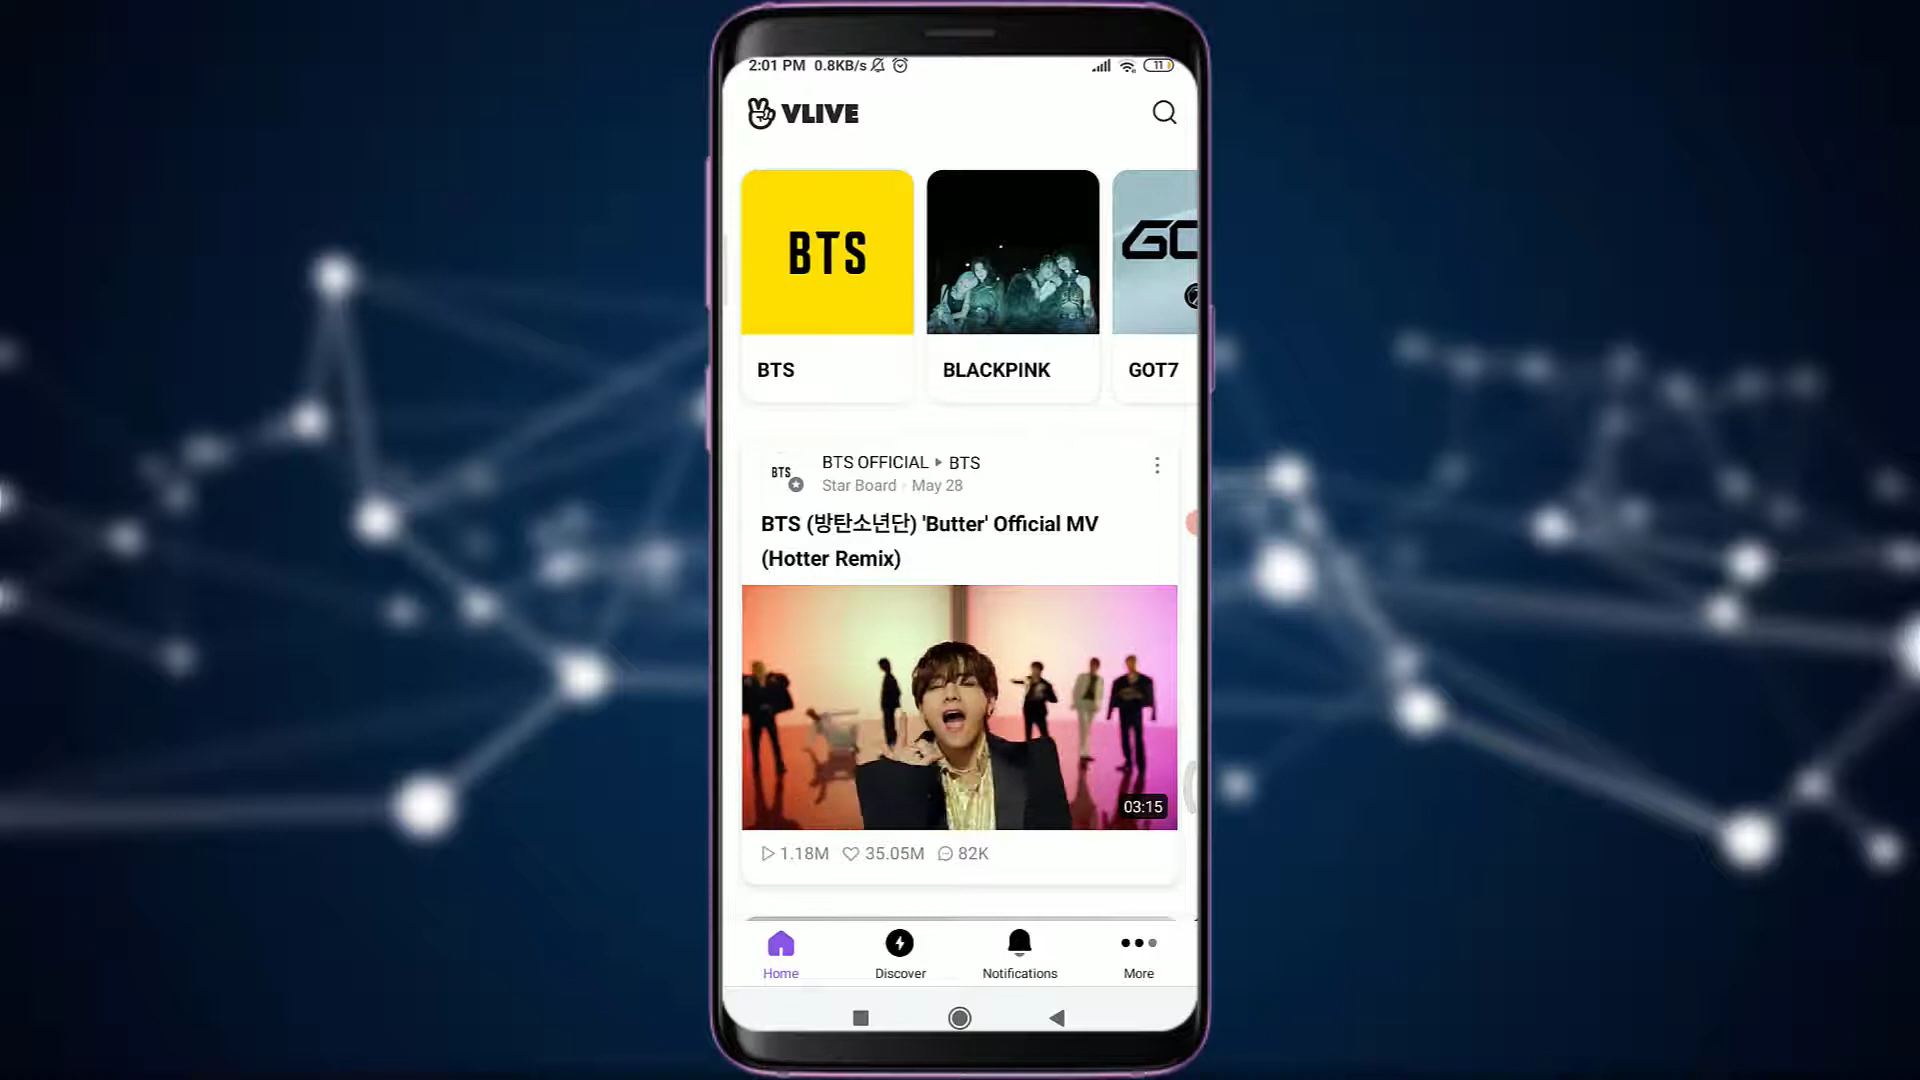 2:01 PM 0.8KB/s 11
VLIVE
BTS
BTS BLACKPINK GOT7
BTS
BTS OFFICIAL BTS
Star Board May 28
BTS (방탄소년단) 'Butter' Official MV
(Hotter Remix)
03:15
1.18M 35.05M 82K
Home Discover Notifications More